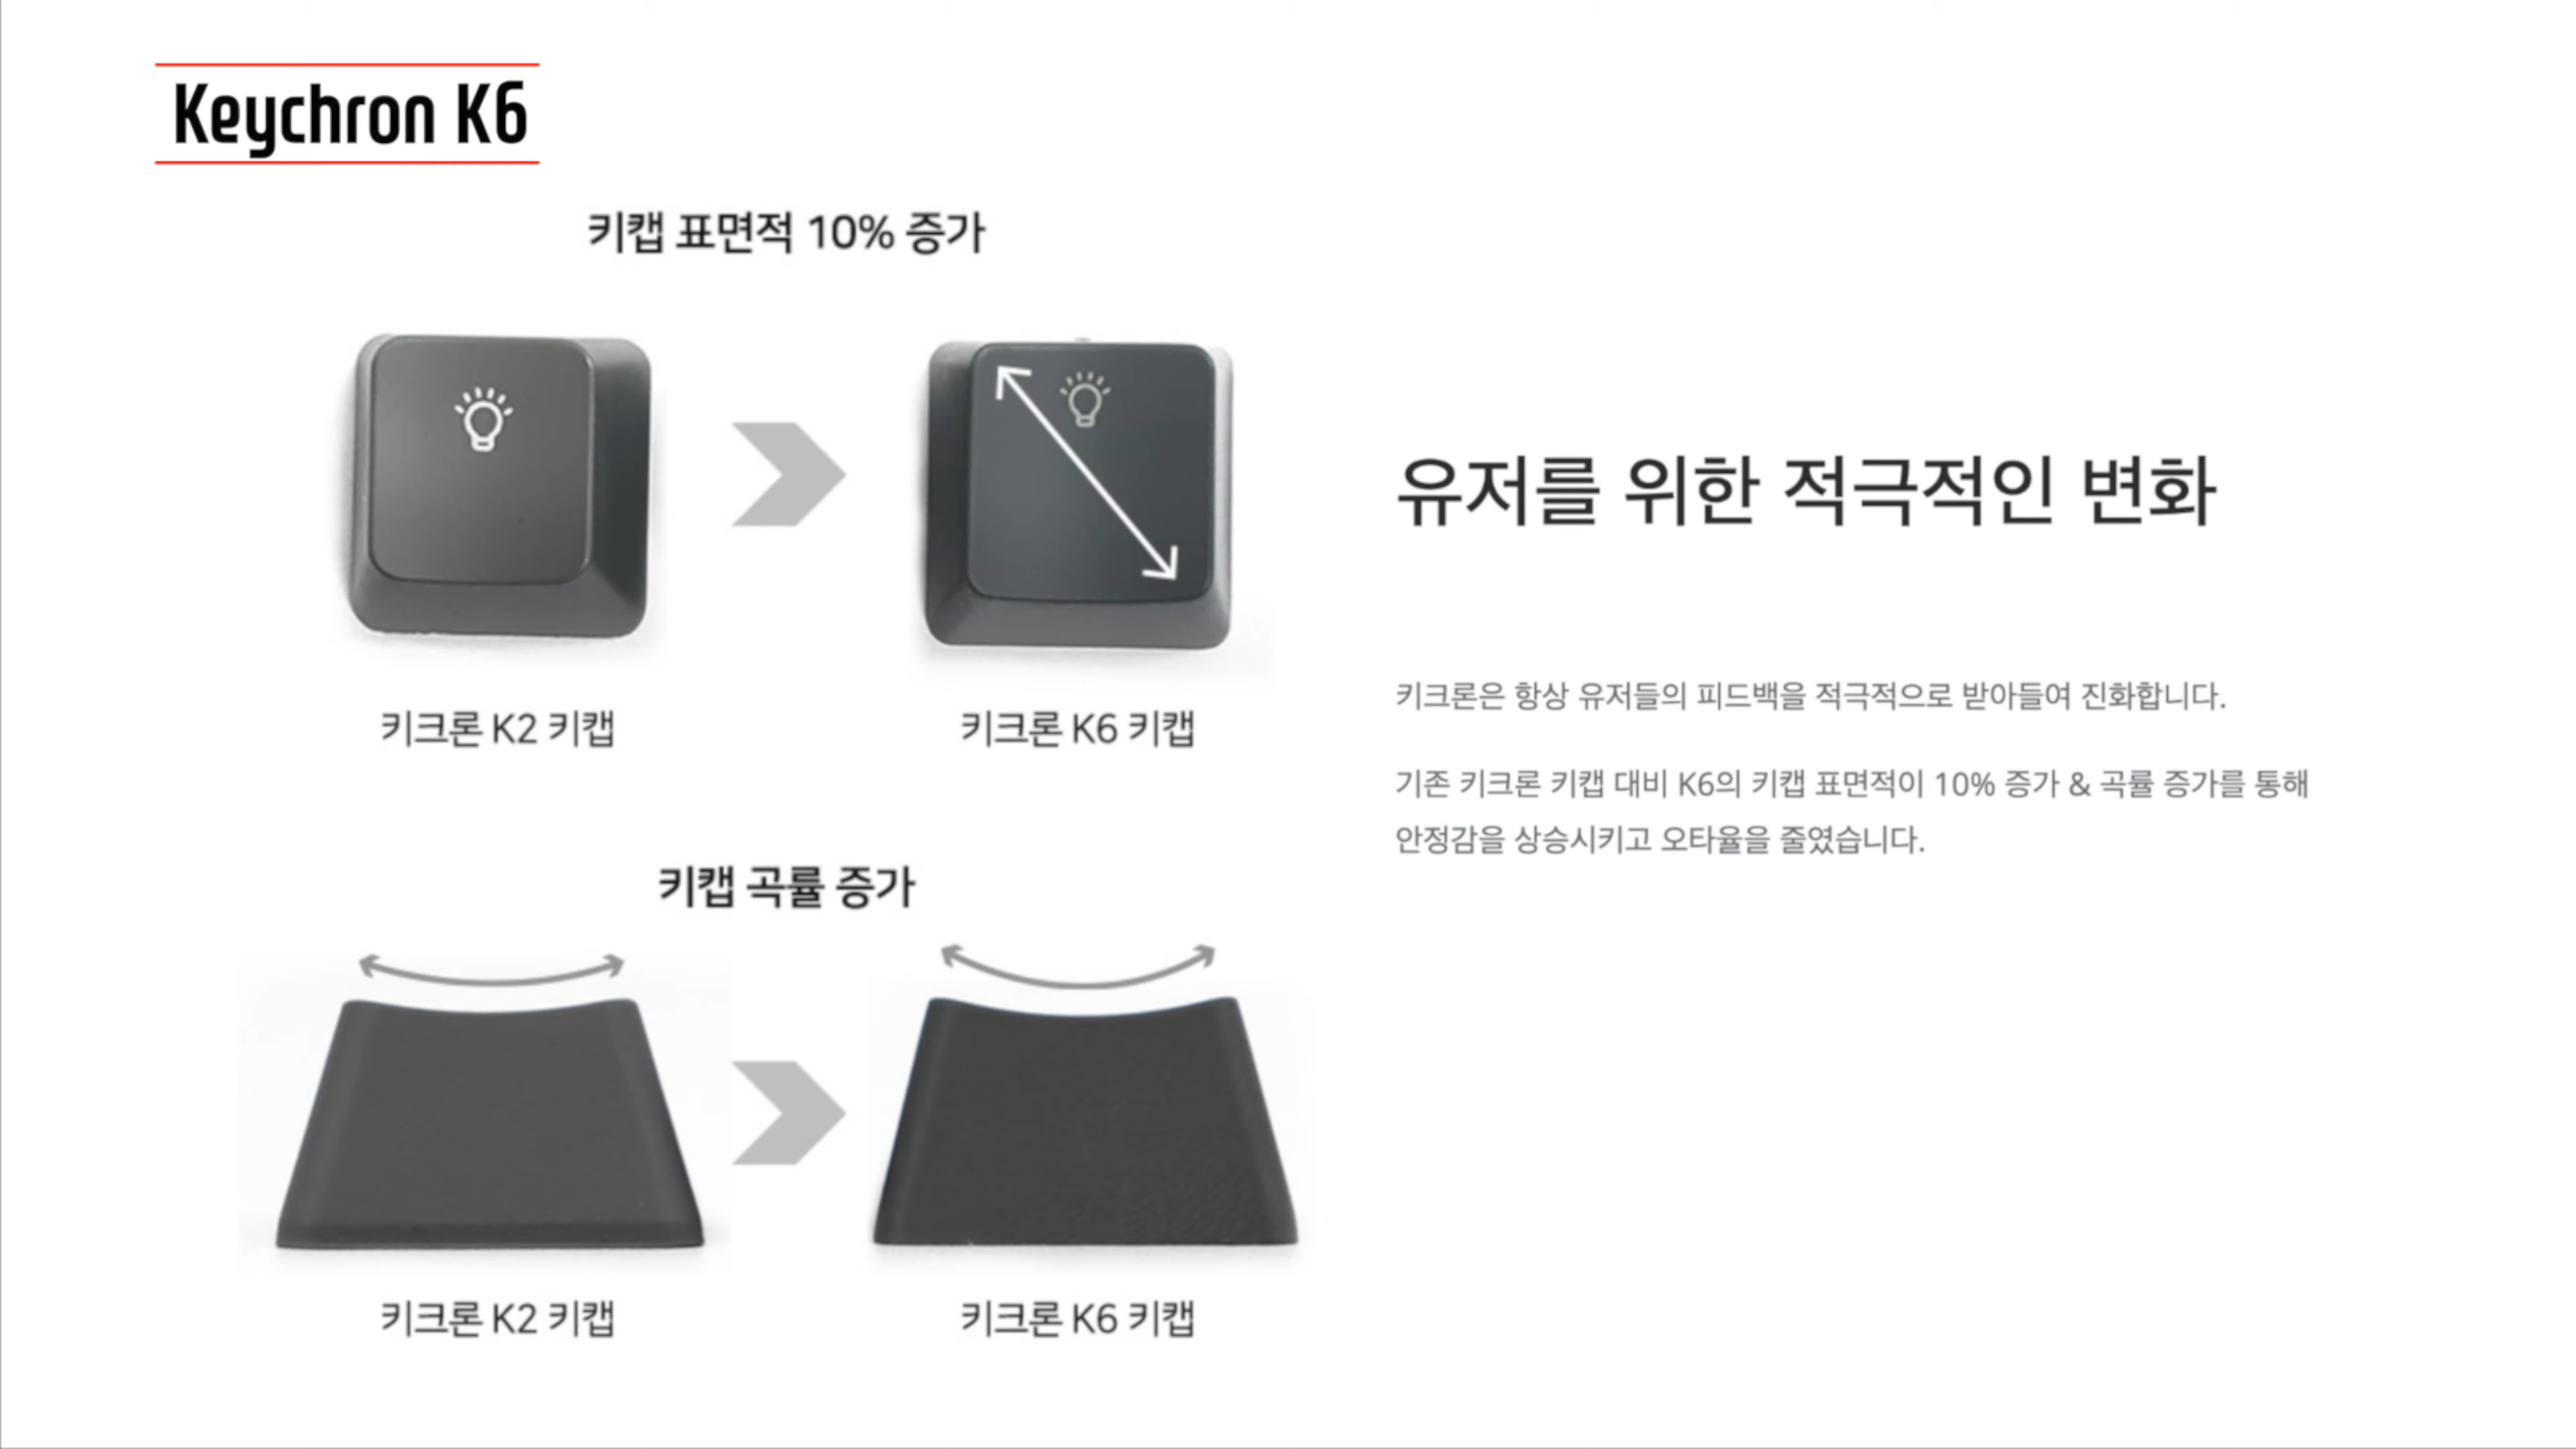 Keychron K6
키캡 표면적 10% 증가
키크론 K2 키캡
키크론 K6 키캡
키캡 곡률 증가
키크론 K2 키캡
키크론 K6 키캡
유저를 위한 적극적인 변화
키크론은 항상 유저들의 피드백을 적극적으로 받아들여 진화합니다.
기존 키크론 키캡 대비 K6의 키캡 표면적이 10% 증가 & 곡률 증가를 통해
안정감을 상승시키고 오타율을 줄였습니다.